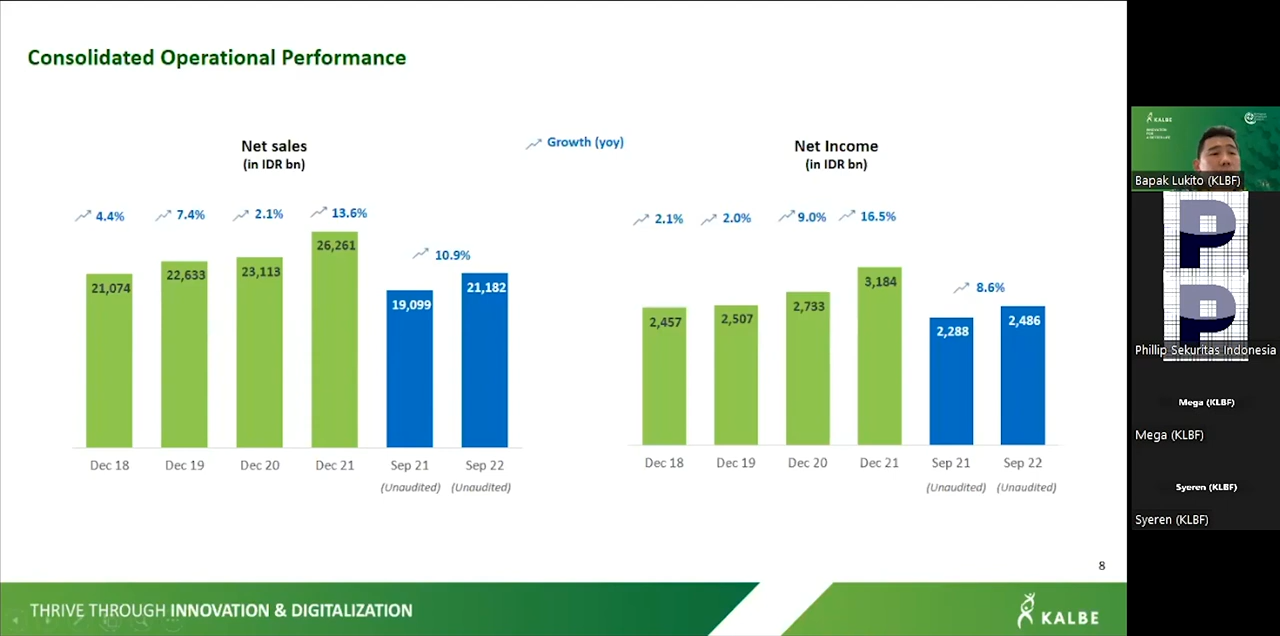 Consolidated Operational Performance
Net sales
(in IDR bn)
Growth (yoy)
Net Income
(in IDR bn)
4.4%
7.4%
2.1%
13.6%
10.9%
21,074
22,633
23,113
26,261
19,099
21,182
Dec 18
Dec 19
Dec 20
Dec 21
Sep 21
Sep 22
(Unaudited)
(Unaudited)
2.1%
2.0%
9.0%
16.5%
8.6%
2,457
2,507
2,733
3,184
2,288
2,486
Dec 18
Dec 19
Dec 20
Dec 21
Sep 21
Sep 22
(Unaudited)
(Unaudited)
8
THRIVE THROUGH INNOVATION & DIGITALIZATION
KALBE
KALBE
Bapak Lukito (KLBF)
P
P
Phillip Sekuritas Indonesia
Mega (KLBF)
Mega (KLBF)
Syeren (KLBF)
Syeren (KLBF)